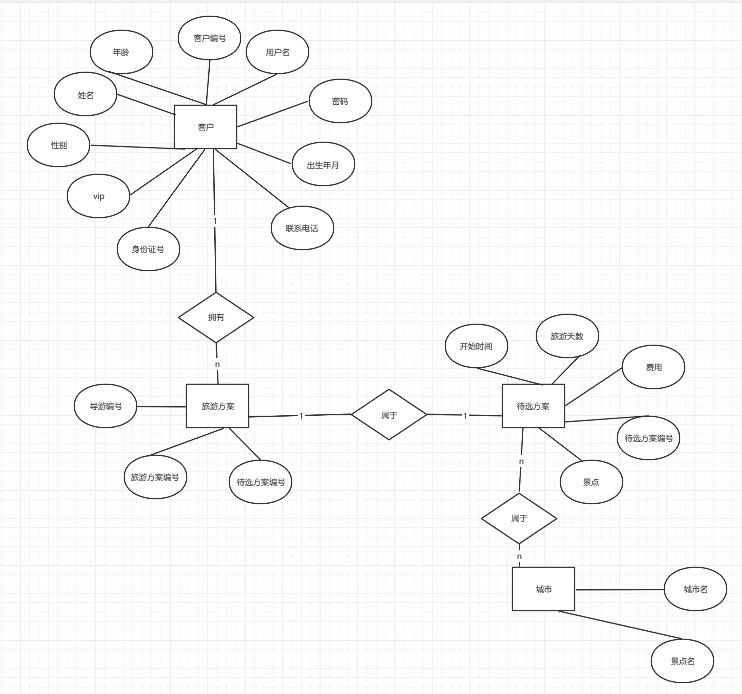 客户编号
年龄
用户名
姓名
密码
客户
性别
出生年月
vip
联系电话
身份证号
1
拥有
n
开始时间
旅游天数
费用
导游编号
旅游方案
1
属于
1
待选方案
待选方案编号
旅游方案编号
待选方案编号
n
景点
属于
n
城市
城市名
景点名